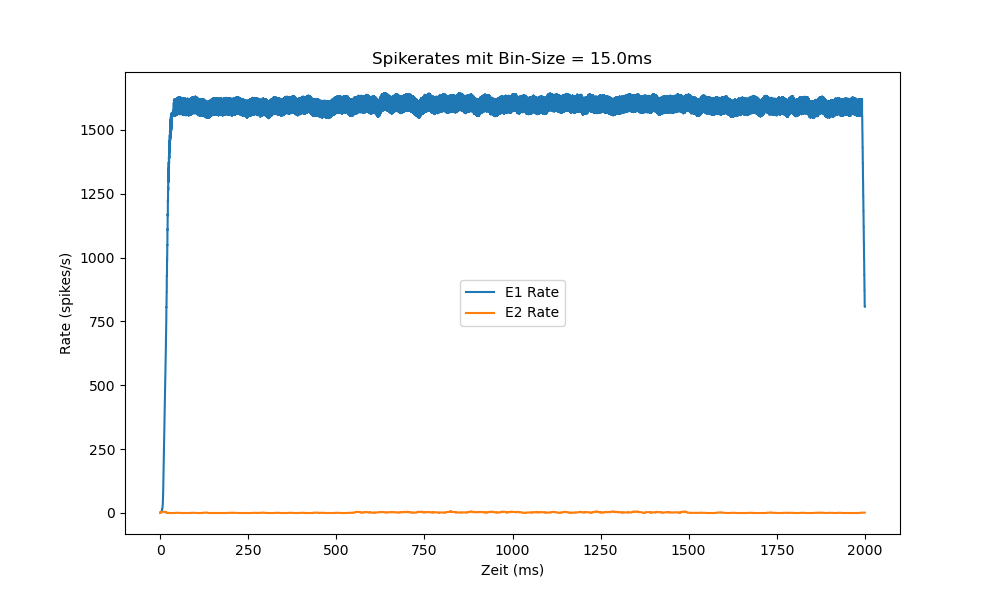 Spikerates mit Bin-Size = 15.0ms
Rate (spikes/s)
1500
1250
1000
750
500
250
0
E1 Rate
E2 Rate
0 250 500 750 1000 1250 1500 1750 2000
Zeit (ms)